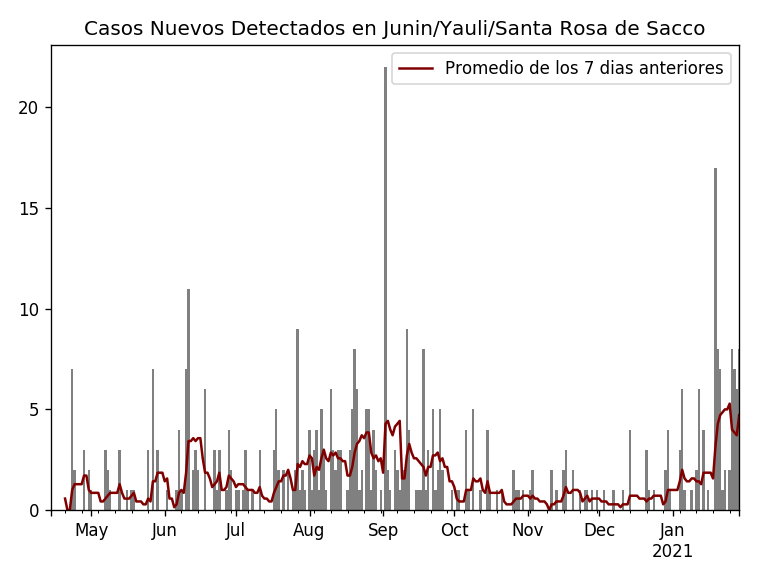 Casos Nuevos Detectados en Junin/Yauli/Santa Rosa de Sacco
Promedio de los 7 dias anteriores
20
15
10
5
0
May Jun Jul Aug Sep Oct Nov Dec Jan
2021